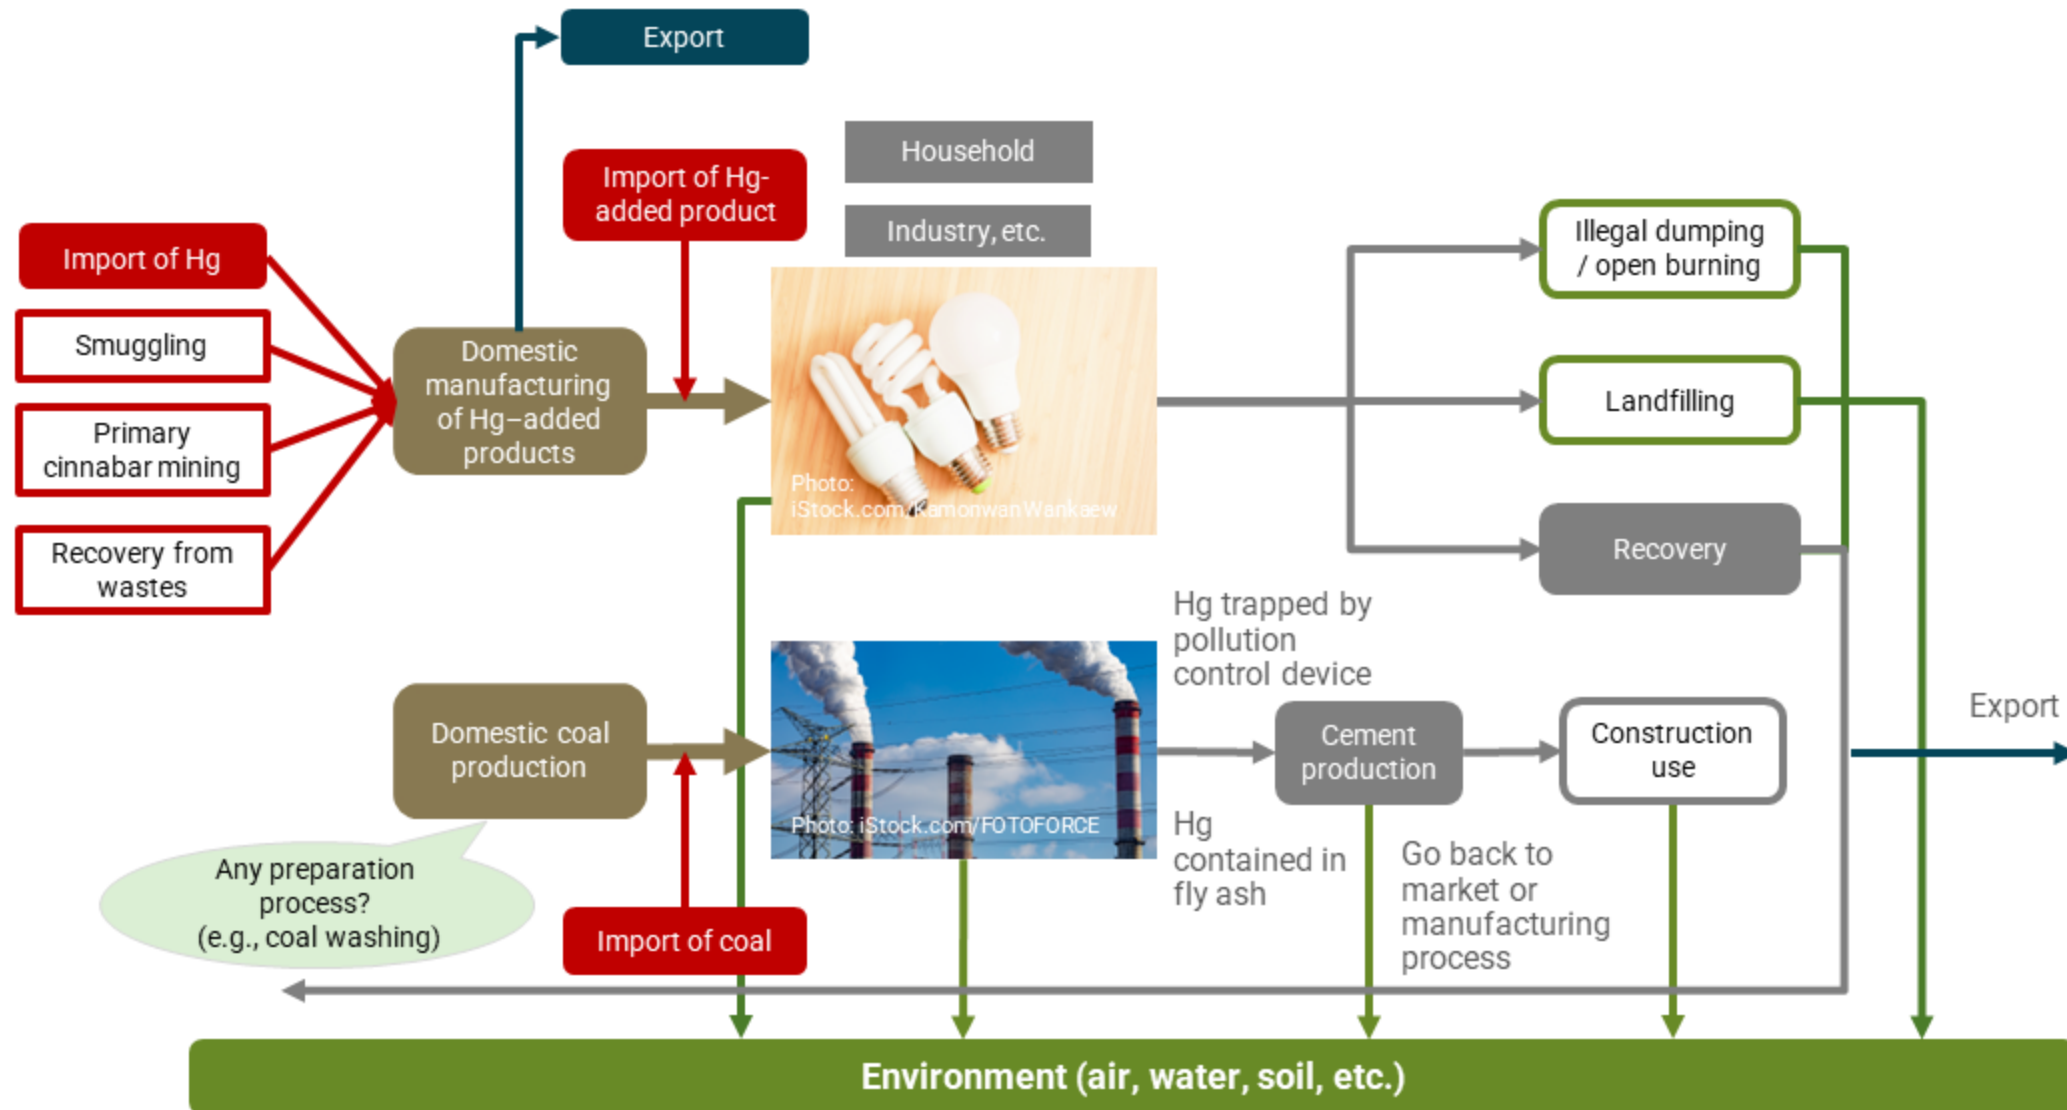 Export
Household
Import of Hg-
added product
Industry, etc.
Import of Hg
Smuggling
Primary
cinnabar mining
Recovery from
wastes
Domestic
manufacturing
of Hg–added
products
Photo:
iStock.com/KamonwanWankaew
Illegal dumping
/ open burning
Landfilling
Recovery
Hg trapped by
pollution
control device
Domestic coal
production
Photo: iStock.com/FOTOFORCE
Cement
production
Construction
use
Export
Any preparation
process?
(e.g., coal washing)
Import of coal
Hg
contained in
fly ash
Go back to
market or
manufacturing
process
Environment (air, water, soil, etc.)